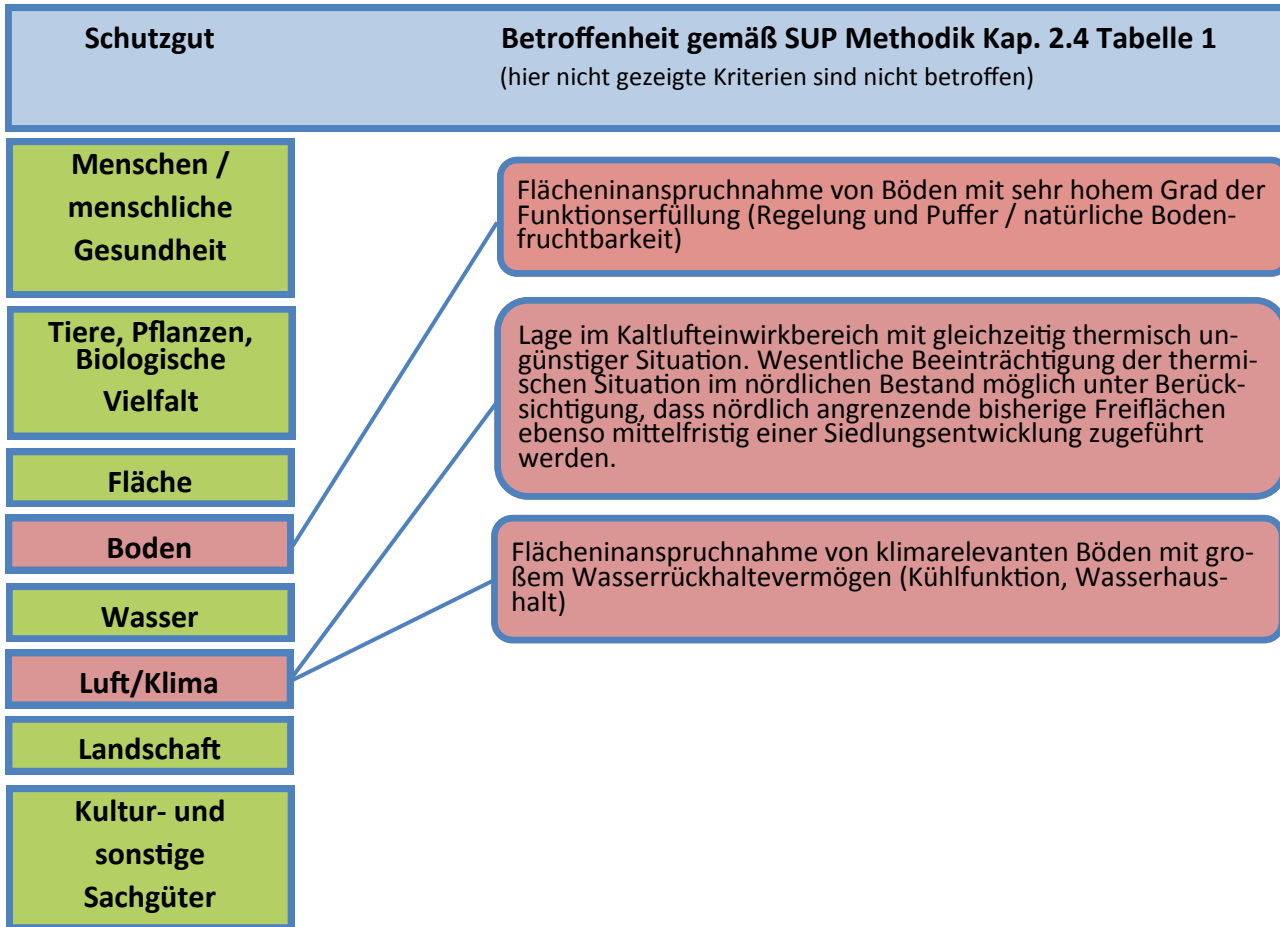 Schutzgut
Betroffenheit gemäß SUP Methodik Kap. 2.4 Tabelle 1
(hier nicht gezeigte Kriterien sind nicht betroffen)
Menschen /
menschliche
Gesundheit
Tiere, Pflanzen,
Biologische
Vielfalt
Fläche
Boden
Wasser
Luft/Klima
Landschaft
Kultur- und
sonstige
Sachgüter
Flächeninanspruchnahme von Böden mit sehr hohem Grad der
Funktionserfüllung (Regelung und Puffer / natürliche Boden-
fruchtbarkeit)
Lage im Kaltlufteinwirkbereich mit gleichzeitig thermisch un-
günstiger Situation. Wesentliche Beeinträchtigung der thermi-
schen Situation im nördlichen Bestand möglich unter Berück-
sichtigung, dass nördlich angrenzende bisherige Freiflächen
ebenso mittelfristig einer Siedlungsentwicklung zugeführt
werden.
Flächeninanspruchnahme von klimarelevanten Böden mit gro-
ßem Wasserrückhaltevermögen (Kühlfunktion, Wasserhaus-
halt)